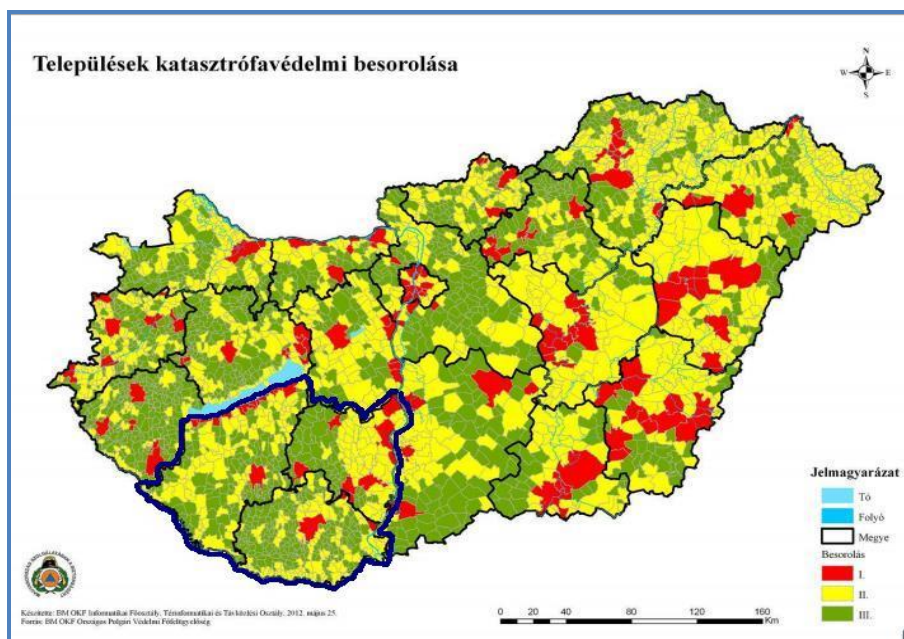 Települések katasztrófavédelmi besorolása
N
W E
S
Jelmagyarázat
Tó
Folyó
Megye
Besorolás
I.
II.
III.
Készítette: BM OKF Informatikai Főosztály, Térinformatikai és Távközlési Osztály, 2012. május 25.
Forrás: BM OKF Országos Polgári Védelmi Főfelügyelőség
0 20 40 80 120 160
Km